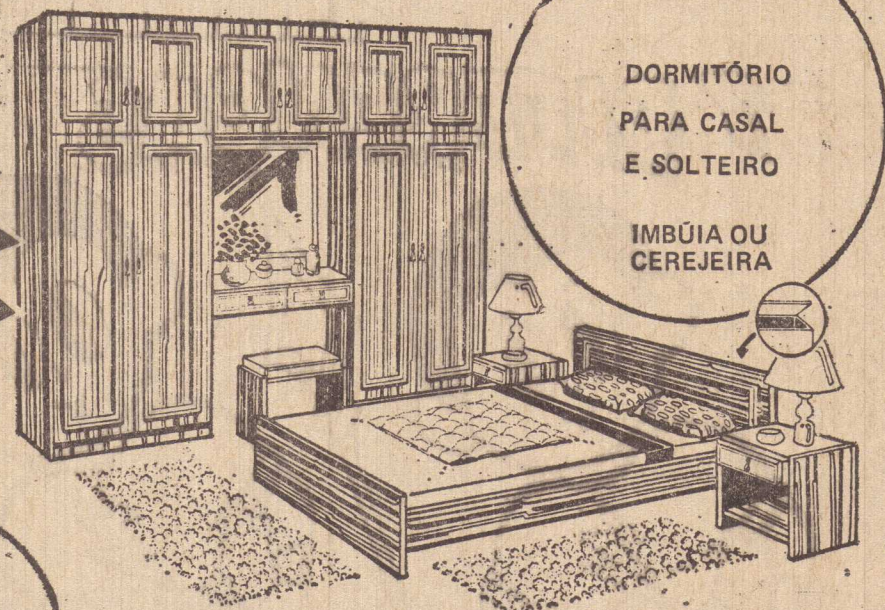 DORMITÓRIO
PARA CASAL
E SOLTEIRO
IMBÚIA OU
CEREJEIRA